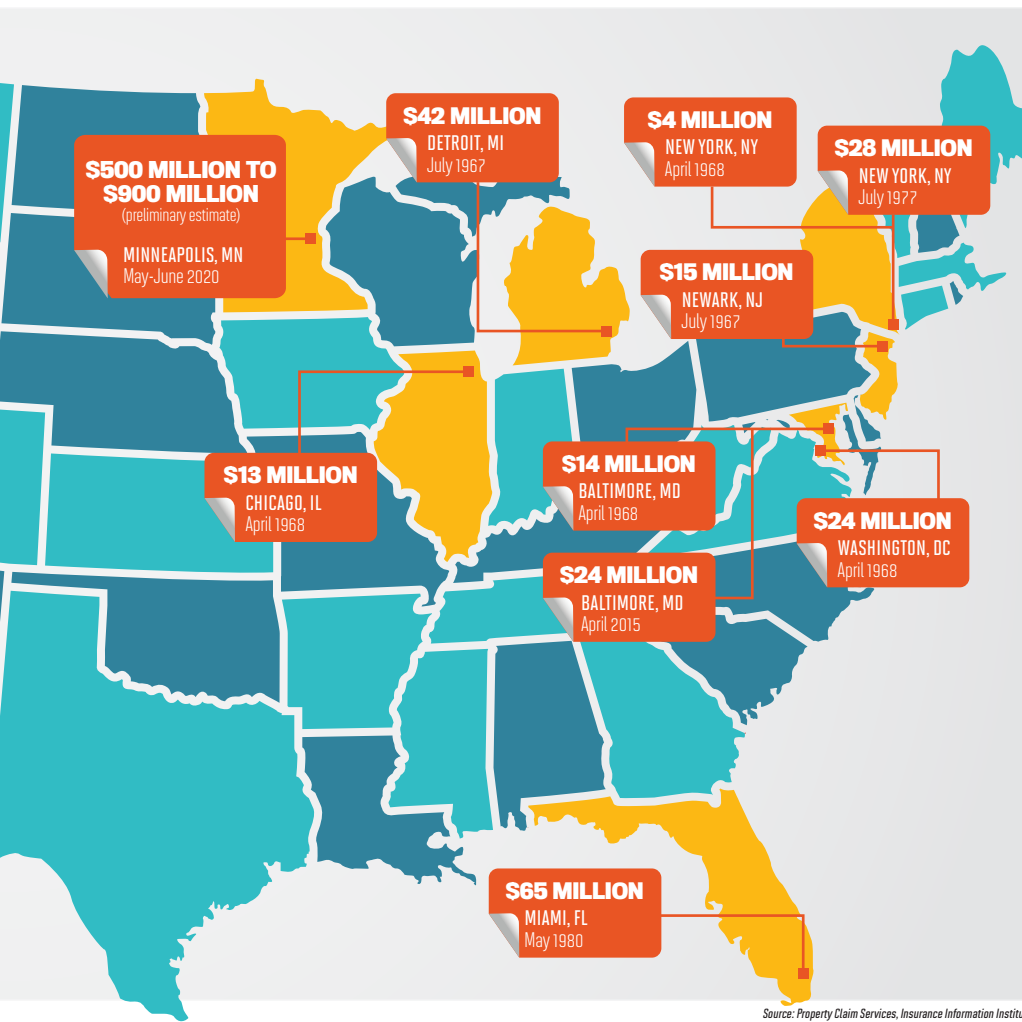 $42 MILLION
DETROIT, MI
July 1967
$4 MILLION
NEW YORK, NY
April 1968
$28 MILLION
NEW YORK, NY
July 1977
$500 MILLION TO
$900 MILLION
(preliminary estimate)
MINNEAPOLIS, MN
May-June 2020
$15 MILLION
NEWARK, NJ
July 1967
$13 MILLION
CHICAGO, IL
April 1968
$14 MILLION
BALTIMORE, MD
April 1968
$24 MILLION
WASHINGTON, DC
April 1968
$24 MILLION
BALTIMORE, MD
April 2015
$65 MILLION
MIAMI, FL
May 1980
Source: Property Claim Services, Insurance Information